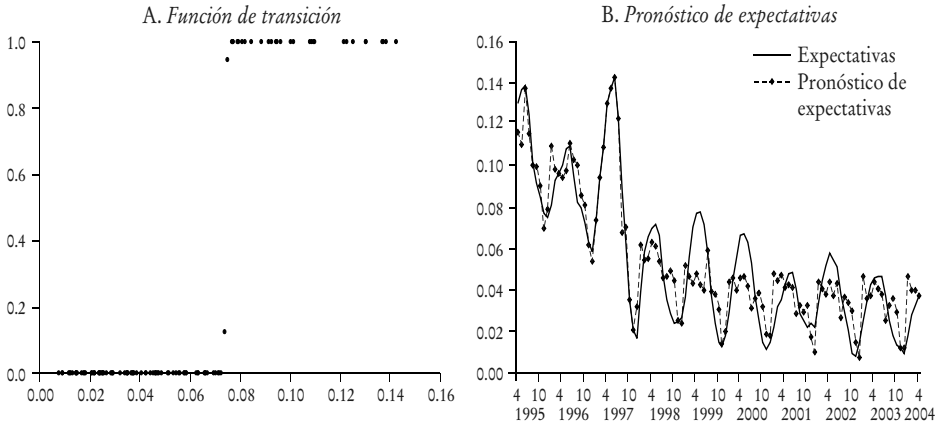 A. Función de transición
1.0
0.8
0.6
0.4
0.2
0.0
0.00 0.02 0.04 0.06 0.08 0.10 0.12 0.14 0.16
B. Pronóstico de expectativas
0.16
0.14
0.12
0.10
0.08
0.06
0.04
0.02
0.00
Expectativas
Pronóstico de
expectativas
4 10 4 10 4 10 4 10 4 10 4 10 4 10 4 10 4 10 4
1995 1996 1997 1998 1999 2000 2001 2002 2003 2004